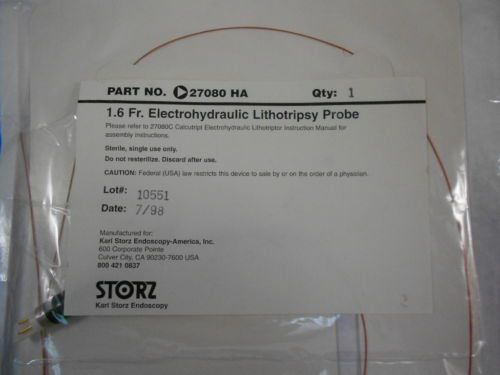 PART NO. 27080 HA Qty: 1
1.6 Fr. Electrohydraulic Lithotripsy Probe
Please refer to 27080C Calcutript Electrohydraulic Lithotriptor Instruction Manual for
assembly instructions.
Sterile, single use only.
Do not resterilize. Discard after use.
CAUTION: Federal (USA) law restricts this device to sale by or on the order of a physician.
Lot#: 10551
Date: 7/98
Manufactured for:
Karl Storz Endoscopy-America, Inc.
600 Corporate Pointe
Culver City, CA 90230-7600 USA
800 421 0837
STORZ
Karl Storz Endoscopy